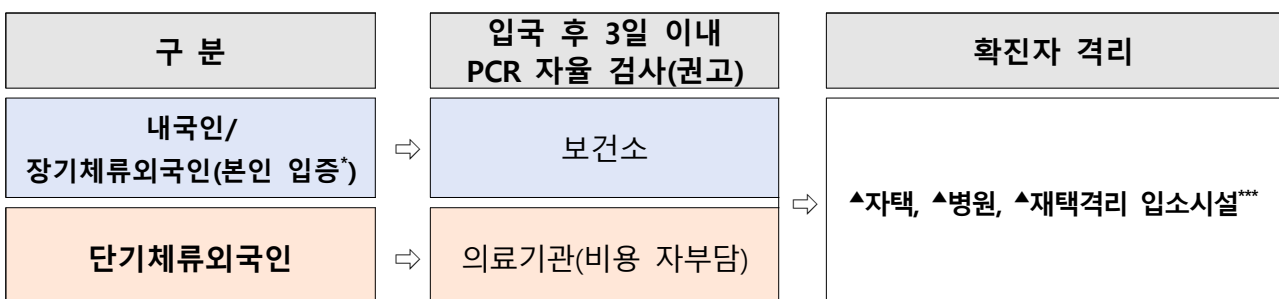 구 분
입국 후 3일 이내
PCR 자율 검사(권고)
확진자 격리
내국인/
장기체류외국인(본인 입증*)
⇨
보건소
⇨
▲자택, ▲병원, ▲재택격리 입소시설***
단기체류외국인
⇨
의료기관(비용 자부담)